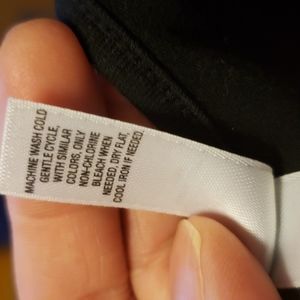 MACHINE WASH COLD
GENTLE CYCLE,
WITH SIMILAR
COLORS, ONLY
NON-CHLORINE
BLEACH WHEN
NEEDED, DRY FLAT,
COOL IRON IF NEEDED.